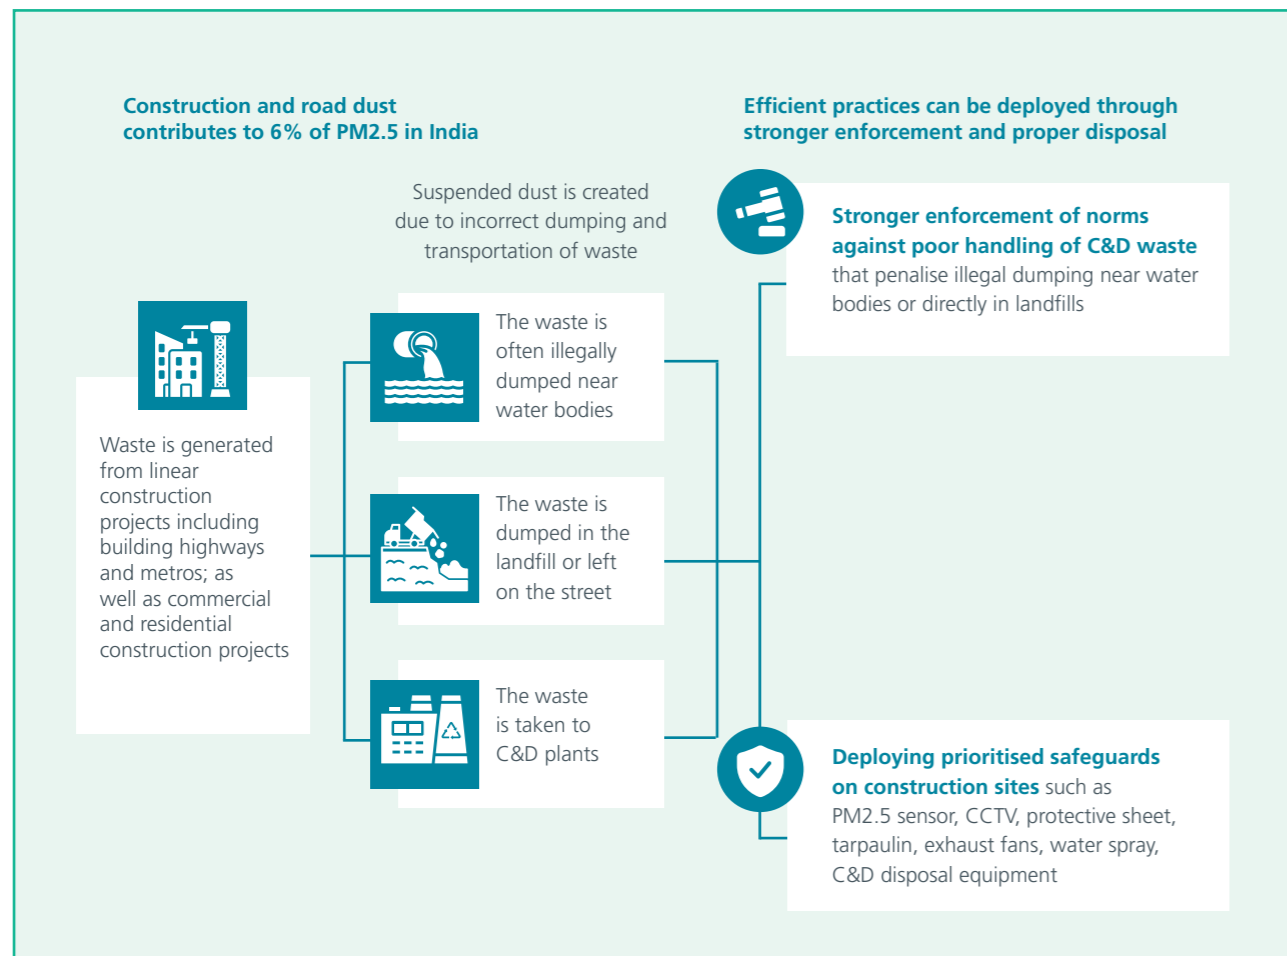 Construction and road dust
contributes to 6% of PM2.5 in India
Suspended dust is created
due to incorrect dumping and
transportation of waste
Waste is generated
from linear
construction
projects including
building highways
and metros; as
well as commercial
and residential
construction projects
The waste is
often illegally
dumped near
water bodies
The waste is
dumped in the
landfill or left
on the street
The waste
is taken to
C&D plants
Efficient practices can be deployed through
stronger enforcement and proper disposal
Stronger enforcement of norms
against poor handling of C&D waste
that penalise illegal dumping near water
bodies or directly in landfills
Deploying prioritised safeguards
on construction sites such as
PM2.5 sensor, CCTV, protective sheet,
tarpaulin, exhaust fans, water spray,
C&D disposal equipment